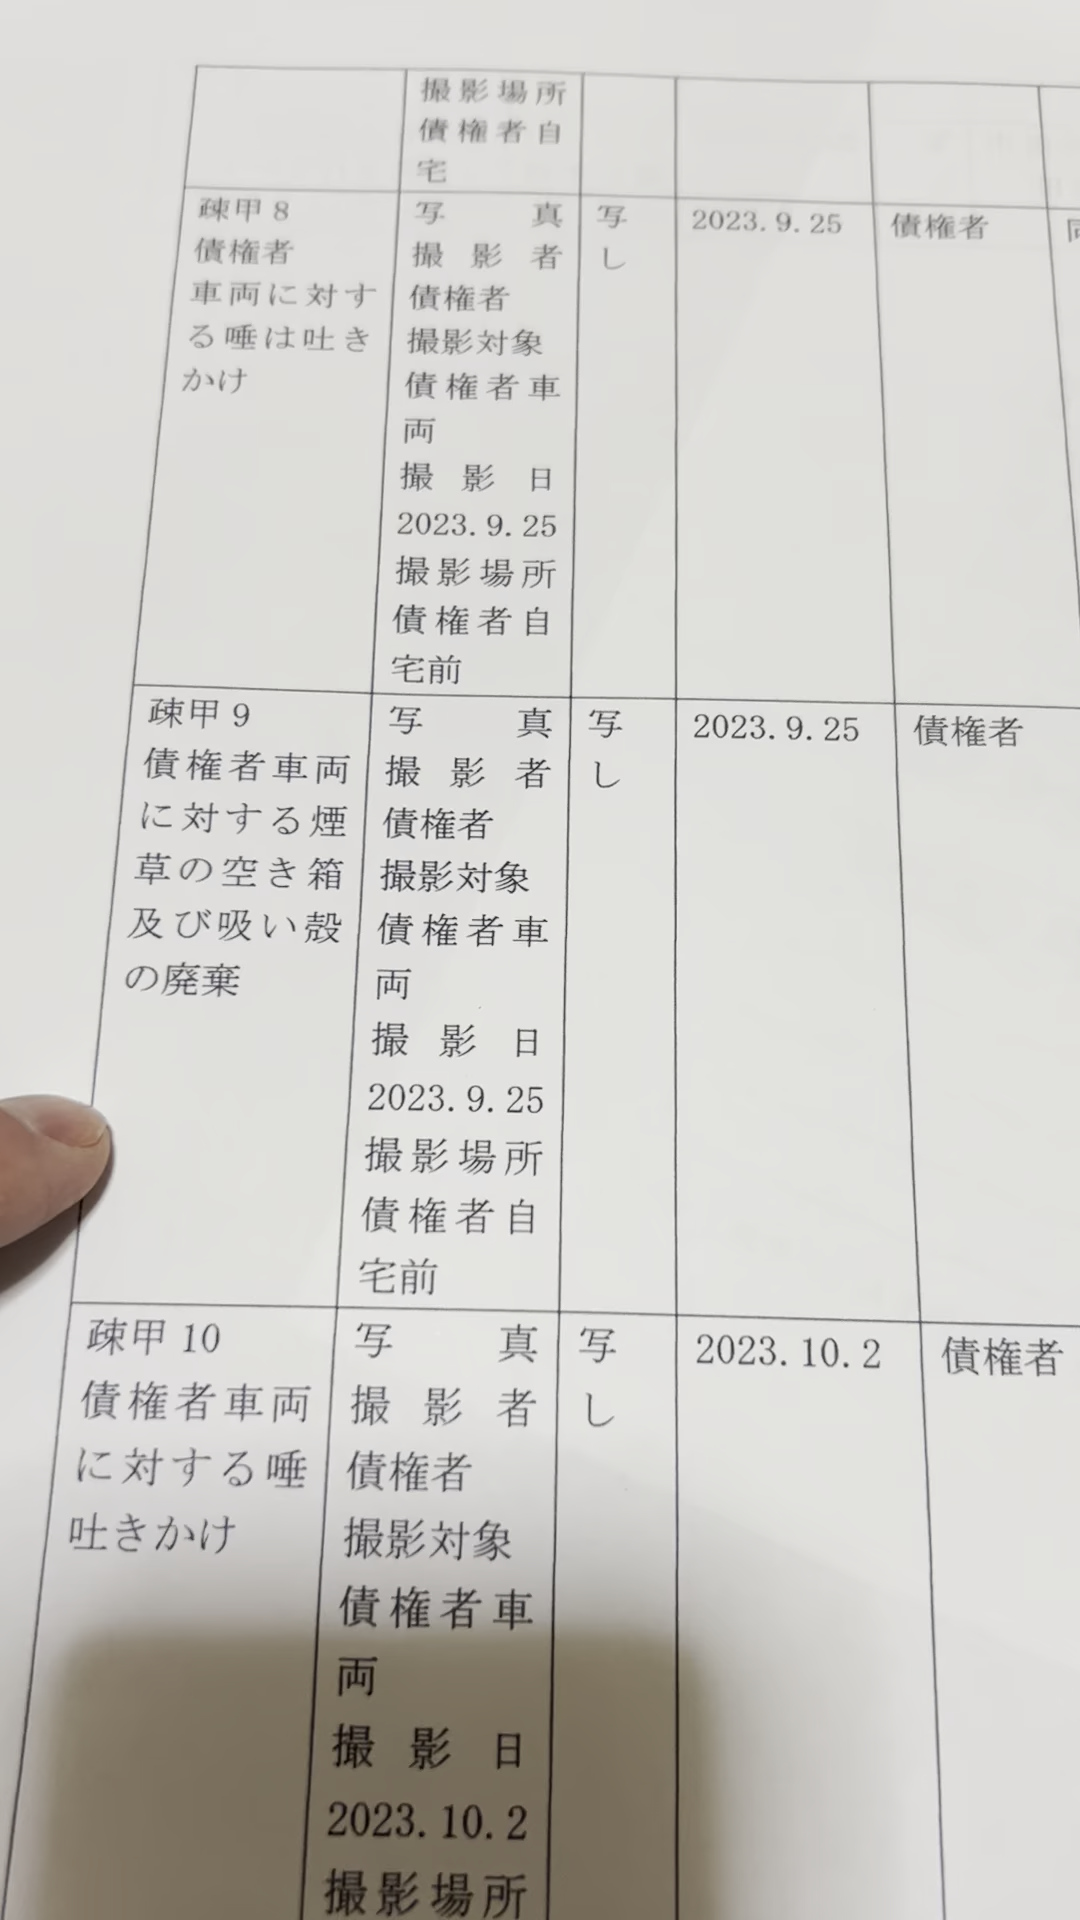 撮影場所
債権者自
宅
疎甲8
債権者
車両に対す
る唾は吐き
かけ
写真
撮影者
債権者
撮影対象
債権者車
両
撮影日
2023.9.25
撮影場所
債権者自
宅前
写
し
2023.9.25
債権者
疎甲9
債権者車両
に対する煙
草の空き箱
及び吸い殻
の廃棄
写真
撮影者
債権者
撮影対象
債権者車
両
撮影日
2023.9.25
撮影場所
債権者自
宅前
写
し
2023.9.25
債権者
疎甲10
債権者車両
に対する唾
吐きかけ
写真
撮影者
債権者
撮影対象
債権者車
両
撮影日
2023.10.2
撮影場所
写
し
2023.10.2
債権者